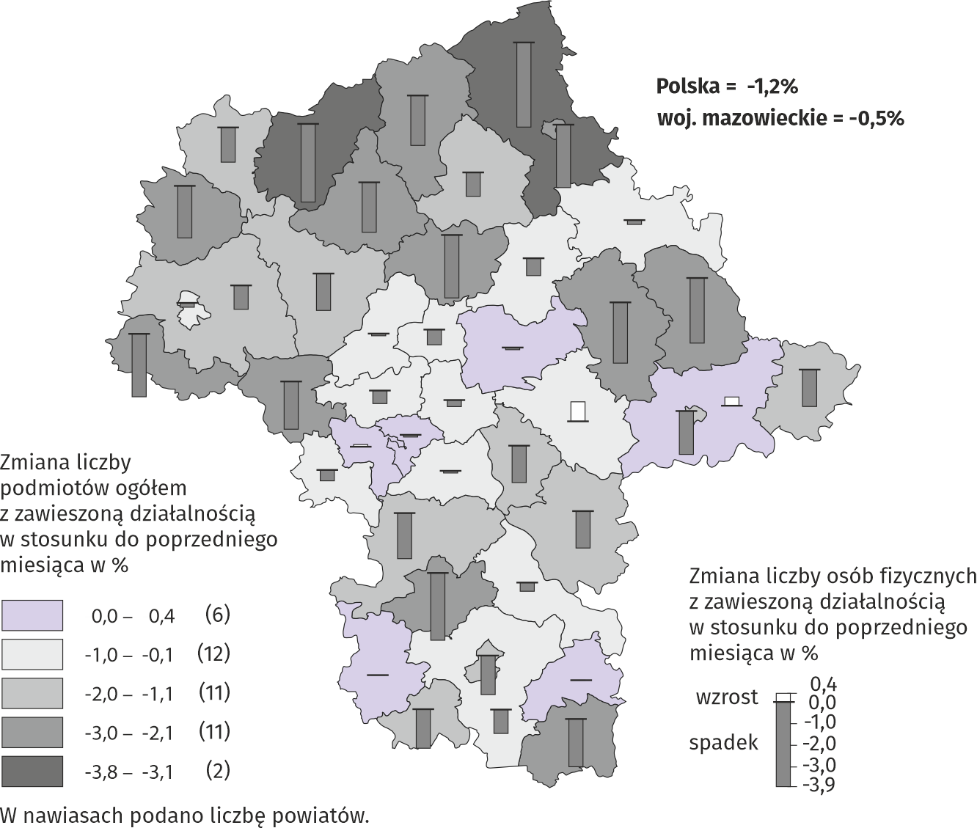 Polska = -1,2%
woj. mazowieckie = -0,5%
Zmiana liczby
podmiotów ogółem
z zawieszoną działalnością
w stosunku do poprzedniego
miesiąca w %
0,0 – 0,4 (6)
-1,0 – -0,1 (12)
-2,0 – -1,1 (11)
-3,0 – -2,1 (11)
-3,8 – -3,1 (2)
W nawiasach podano liczbę powiatów.
Zmiana liczby osób fizycznych
z zawieszoną działalnością
w stosunku do poprzedniego
miesiąca w %
wzrost 0,4
0,0
-1,0
spadek -2,0
-3,0
-3,9